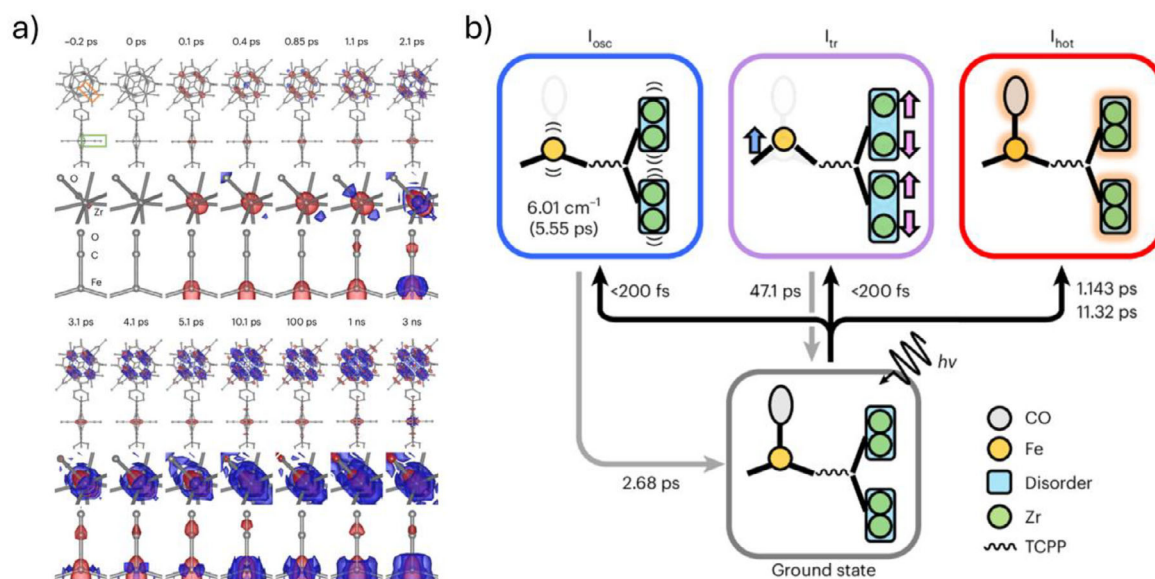 a)
−0.2 ps 0 ps 0.1 ps 0.4 ps 0.85 ps 1.1 ps 2.1 ps
O
Zr
O
C
Fe
3.1 ps 4.1 ps 5.1 ps 10.1 ps 100 ps 1 ns 3 ns
b)
I_osc I_tr I_hot
6.01 cm⁻¹
(5.55 ps)
<200 fs 47.1 ps <200 fs 1.143 ps
11.32 ps
hν
2.68 ps
Ground state
CO
Fe
Disorder
Zr
TCPP